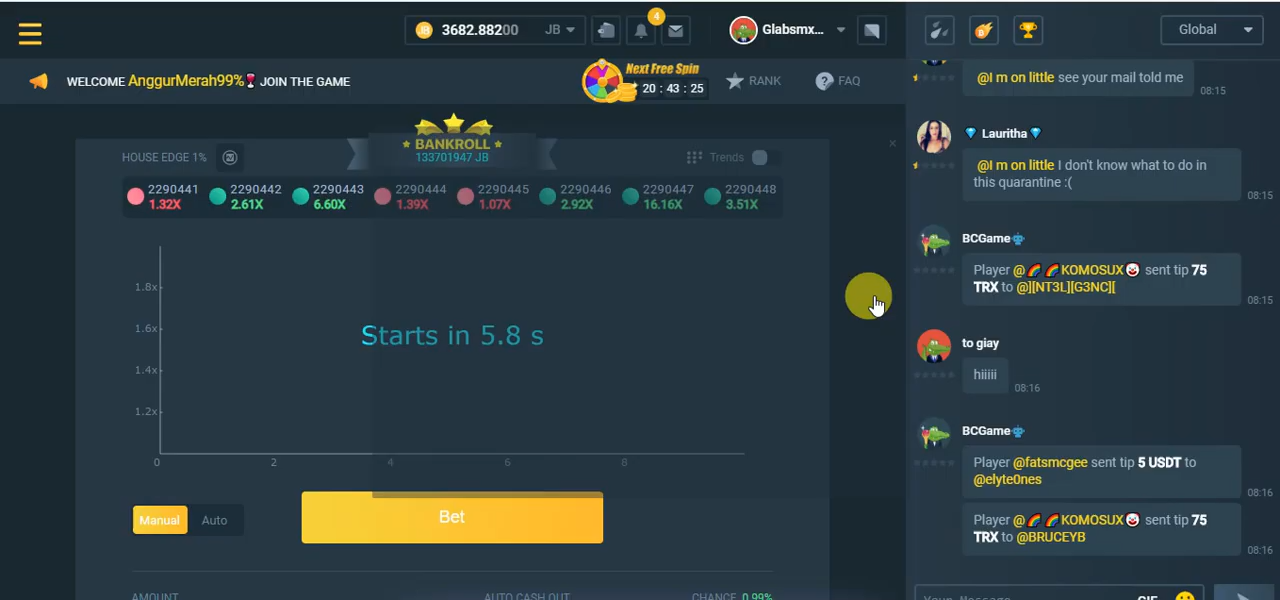 3682.88200 JB
4
Glabsmx...
Global
WELCOME AnggurMerah99%🍷 JOIN THE GAME
Next Free Spin
20 : 43 : 25
RANK
? FAQ
@I m on little see your mail told me
08:15
💎 Lauritha💎
@I m on little I don't know what to do in
this quarantine :(
08:15
BCGame
Player @🌈🌈KOMOSUX🤡 sent tip 75
TRX to @][NT3L][G3NC][
08:15
to giay
hiiiii
08:16
BCGame
Player @fatsmcgee sent tip 5 USDT to
@elyte0nes
08:16
Player @🌈🌈KOMOSUX🤡 sent tip 75
TRX to @BRUCEYB
08:16
GIF
HOUSE EDGE 1%
BANKROLL
133701947 JB
Trends
2290441 2290442 2290443 2290444 2290445 2290446 2290447 2290448
1.32X 2.61X 6.60X 1.39X 1.07X 2.92X 16.16X 3.51X
1.8x
1.6x
1.4x
1.2x
Starts in 5.8 s
0 2 4 6 8
Manual Auto
Bet
AMOUNT AUTO CASH OUT CHANCE 0.99%
Your Message